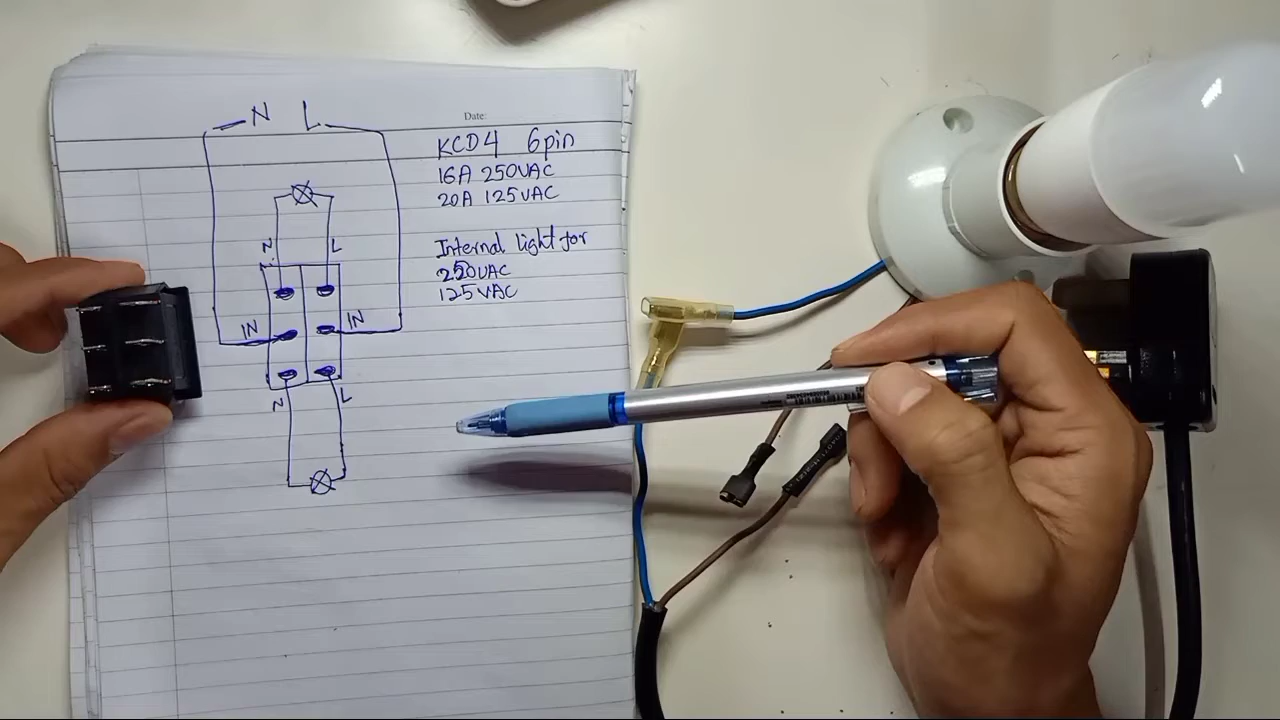 N L
Date:
KCD4 6pin
16A 250VAC
20A 125VAC
N L
Internal light for
250VAC
125VAC
IN IN
N L